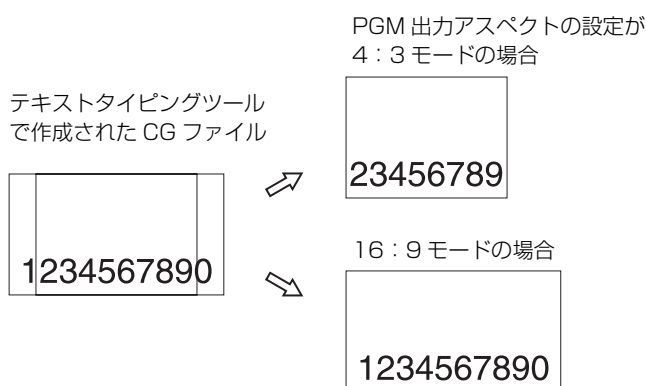 テキストタイピングツール
で作成された CG ファイル
1234567890
PGM 出力アスペクトの設定が
4：3 モードの場合
23456789
16：9 モードの場合
1234567890